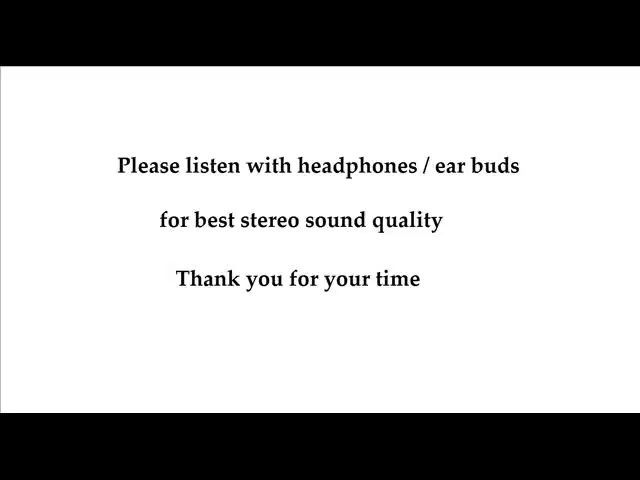 Please listen with headphones / ear buds
for best stereo sound quality
Thank you for your time